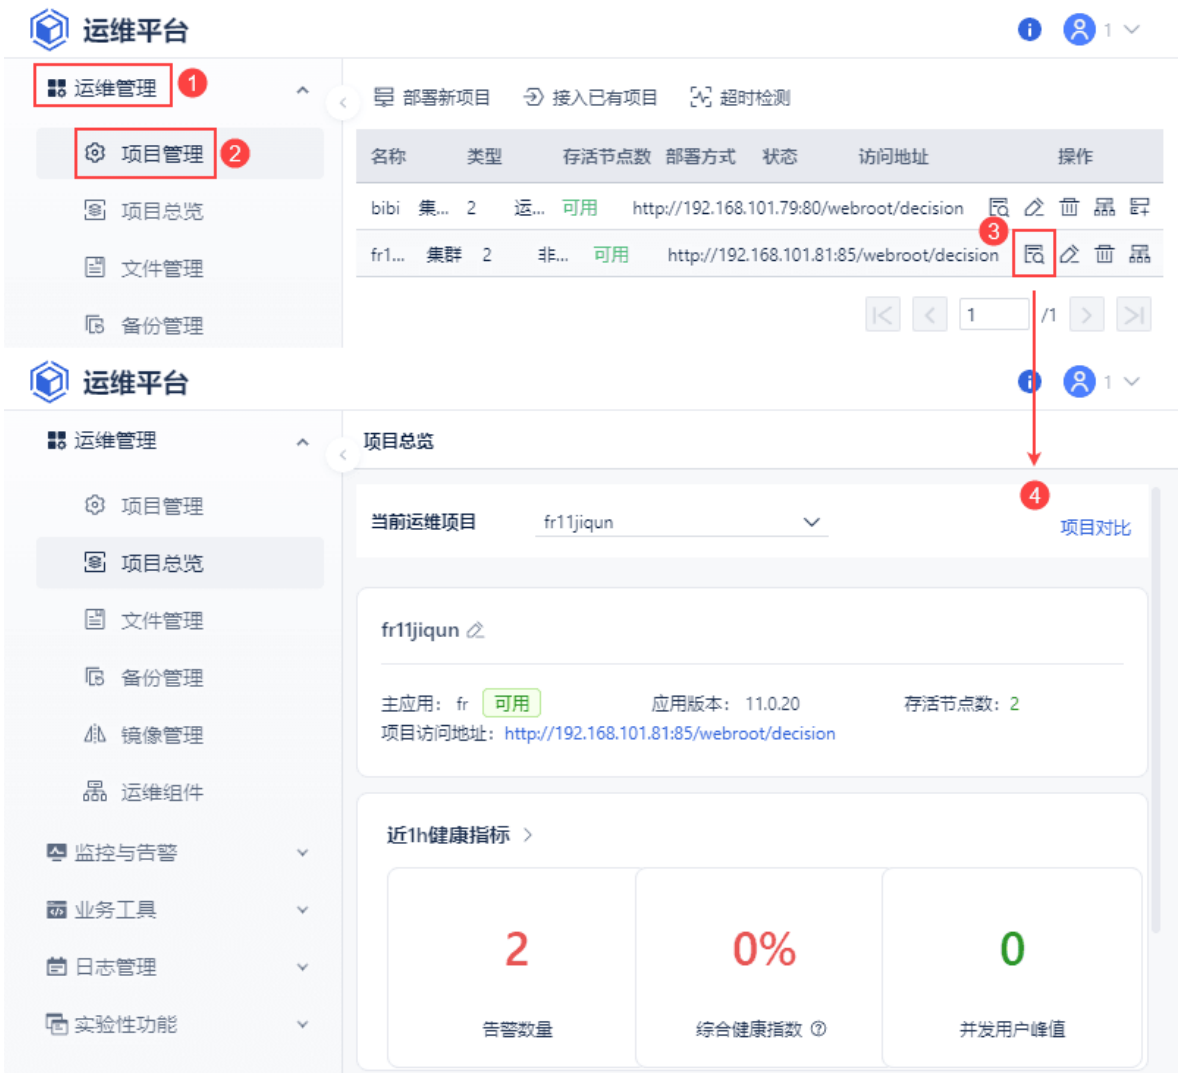 运维平台
1
运维管理 1
项目管理 2
项目总览
文件管理
备份管理
部署新项目 接入已有项目 超时检测
名称 类型 存活节点数 部署方式 状态 访问地址 操作
bibi 集... 2 运... 可用 http://192.168.101.79:80/webroot/decision
3
fr1... 集群 2 非... 可用 http://192.168.101.81:85/webroot/decision
1 /1
运维平台
1
运维管理
项目管理
项目总览
文件管理
备份管理
镜像管理
运维组件
监控与告警
业务工具
日志管理
实验性功能
项目总览
4
当前运维项目 fr11jiqun 项目对比
fr11jiqun
主应用: fr 可用 应用版本: 11.0.20 存活节点数: 2
项目访问地址: http://192.168.101.81:85/webroot/decision
近1h健康指标
2 0% 0
告警数量 综合健康指数 并发用户峰值